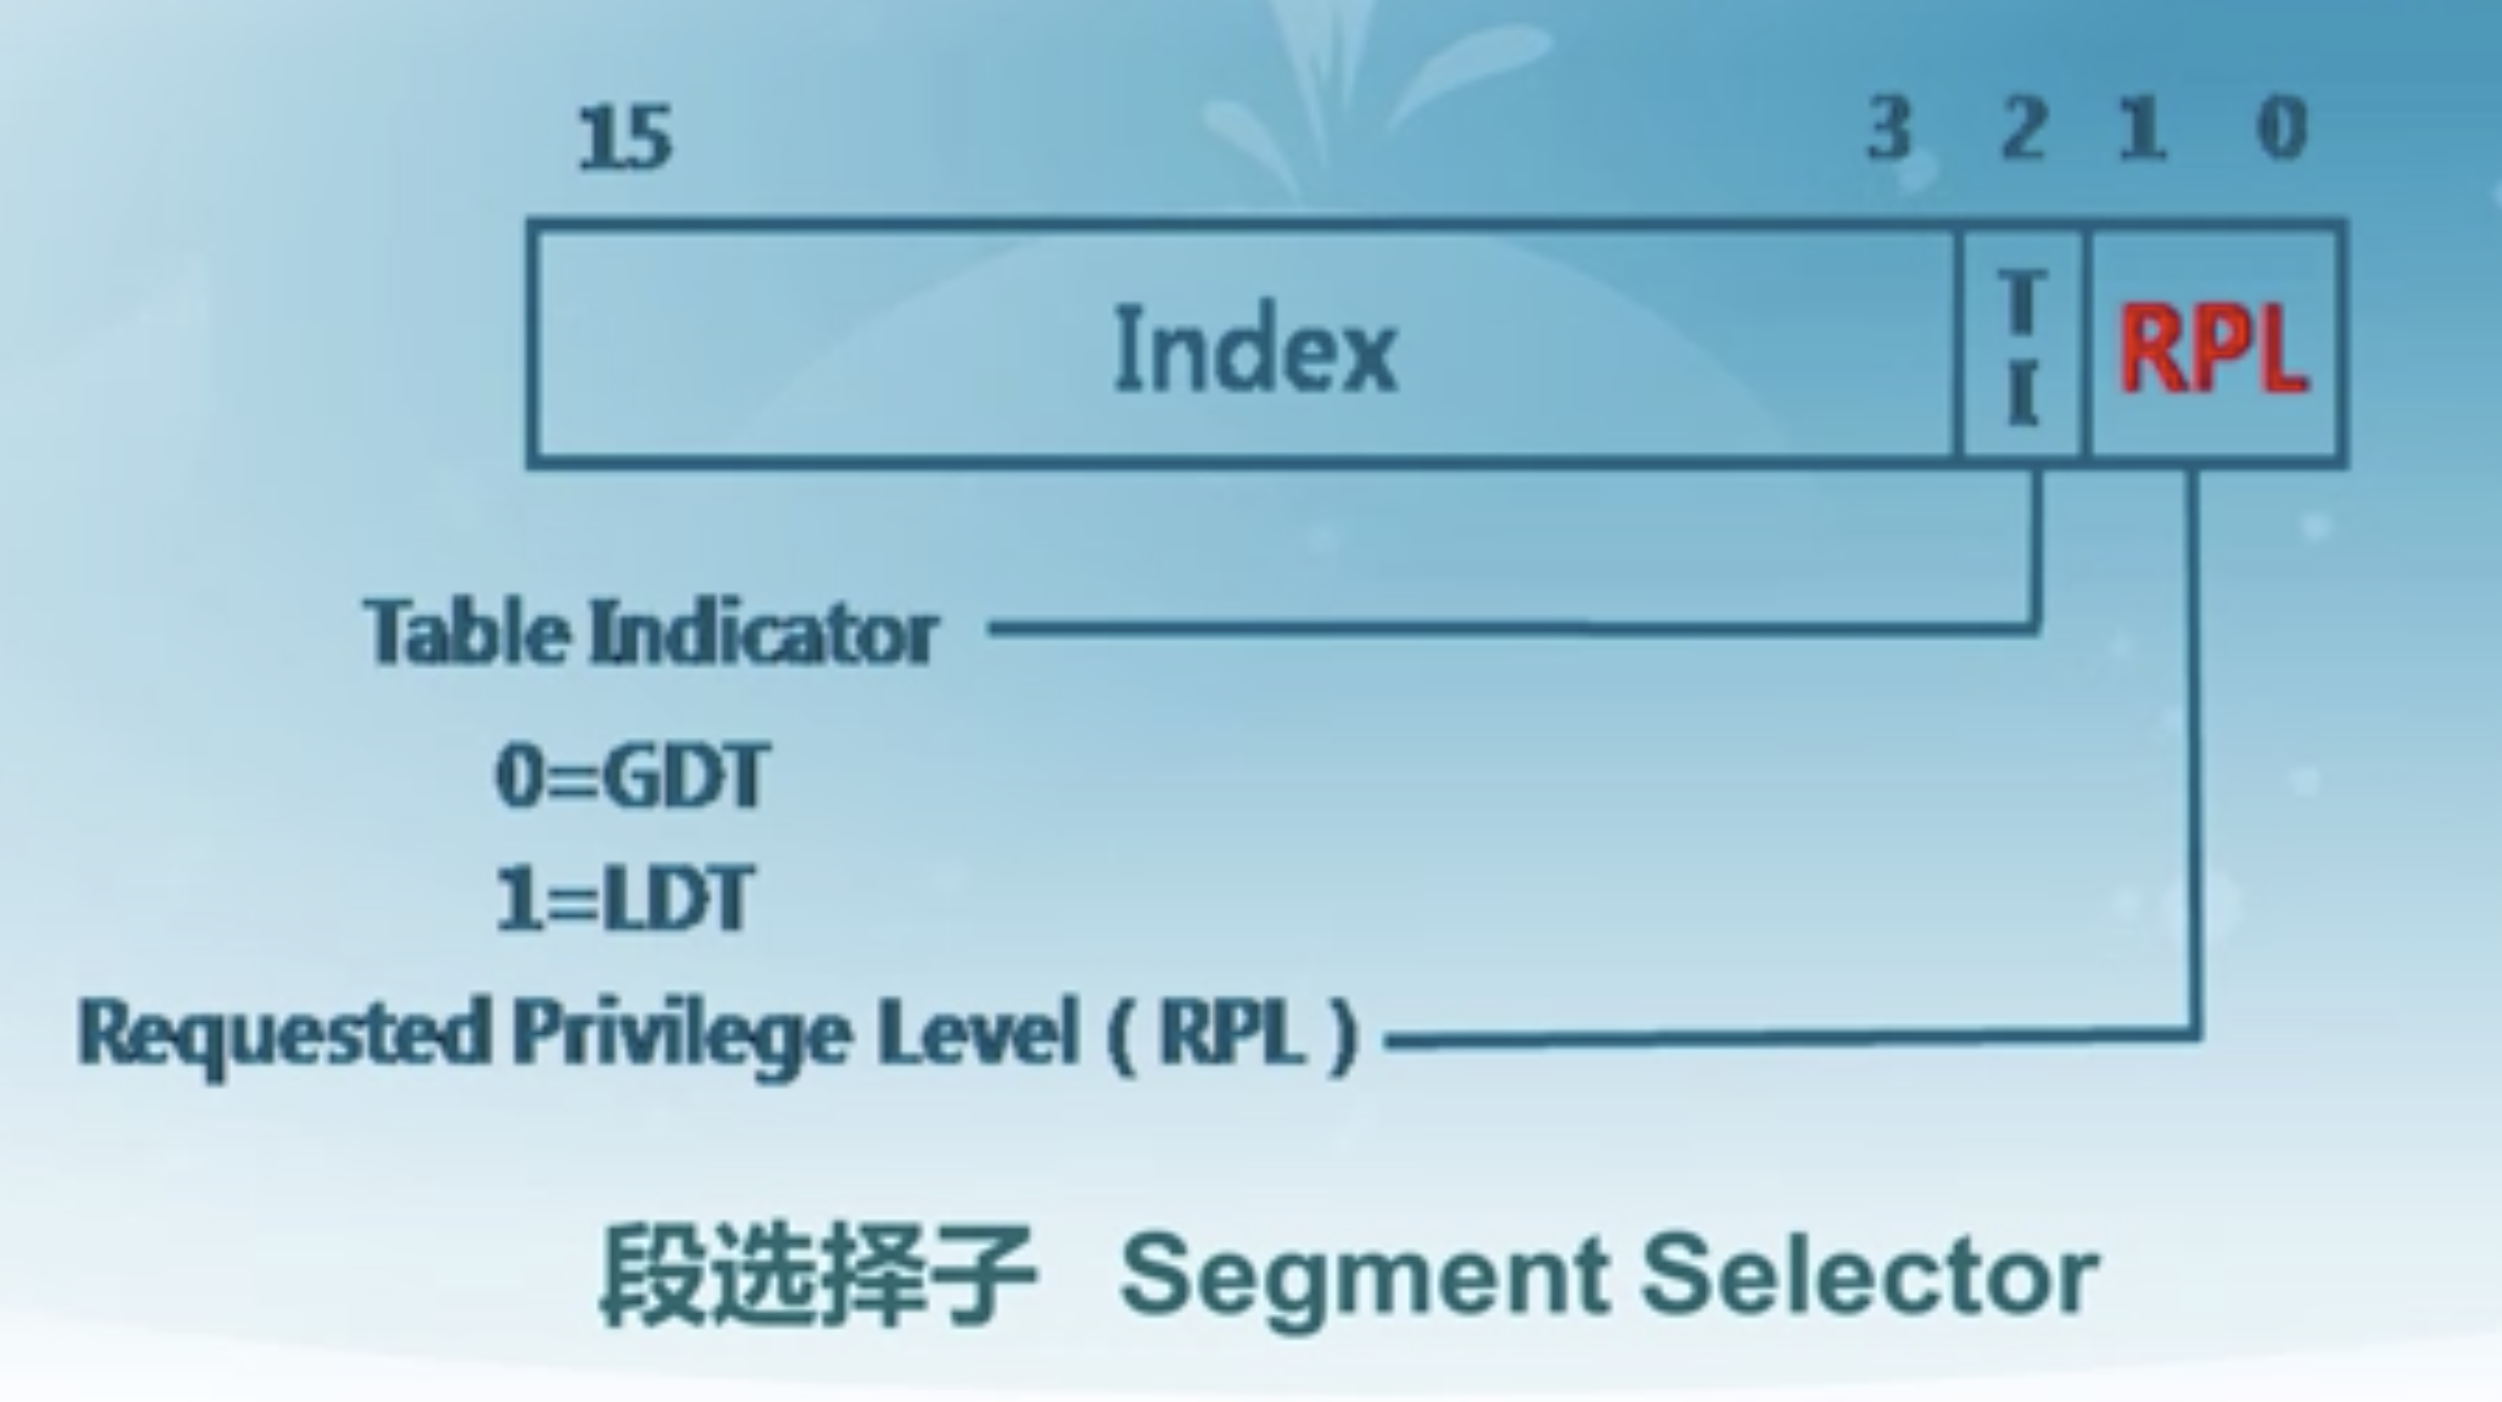 15 3 2 1 0
Index TI RPL
Table Indicator
0=GDT
1=LDT
Requested Privilege Level ( RPL )
段选择子 Segment Selector